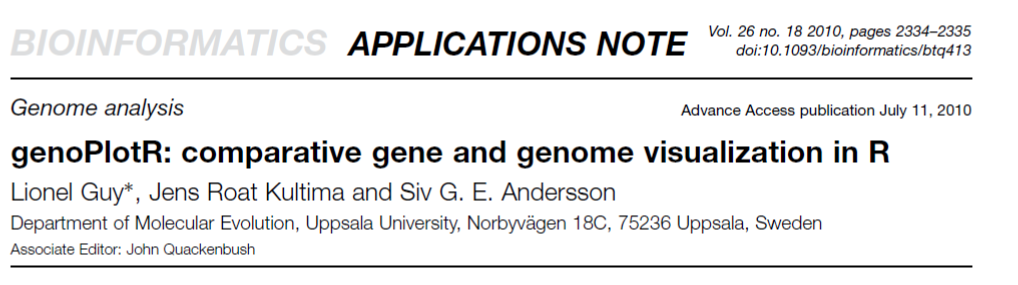 BIOINFORMATICS APPLICATIONS NOTE
Vol. 26 no. 18 2010, pages 2334–2335
doi:10.1093/bioinformatics/btq413
Genome analysis
Advance Access publication July 11, 2010
genoPlotR: comparative gene and genome visualization in R
Lionel Guy*, Jens Roat Kultima and Siv G. E. Andersson
Department of Molecular Evolution, Uppsala University, Norbyvägen 18C, 75236 Uppsala, Sweden
Associate Editor: John Quackenbush